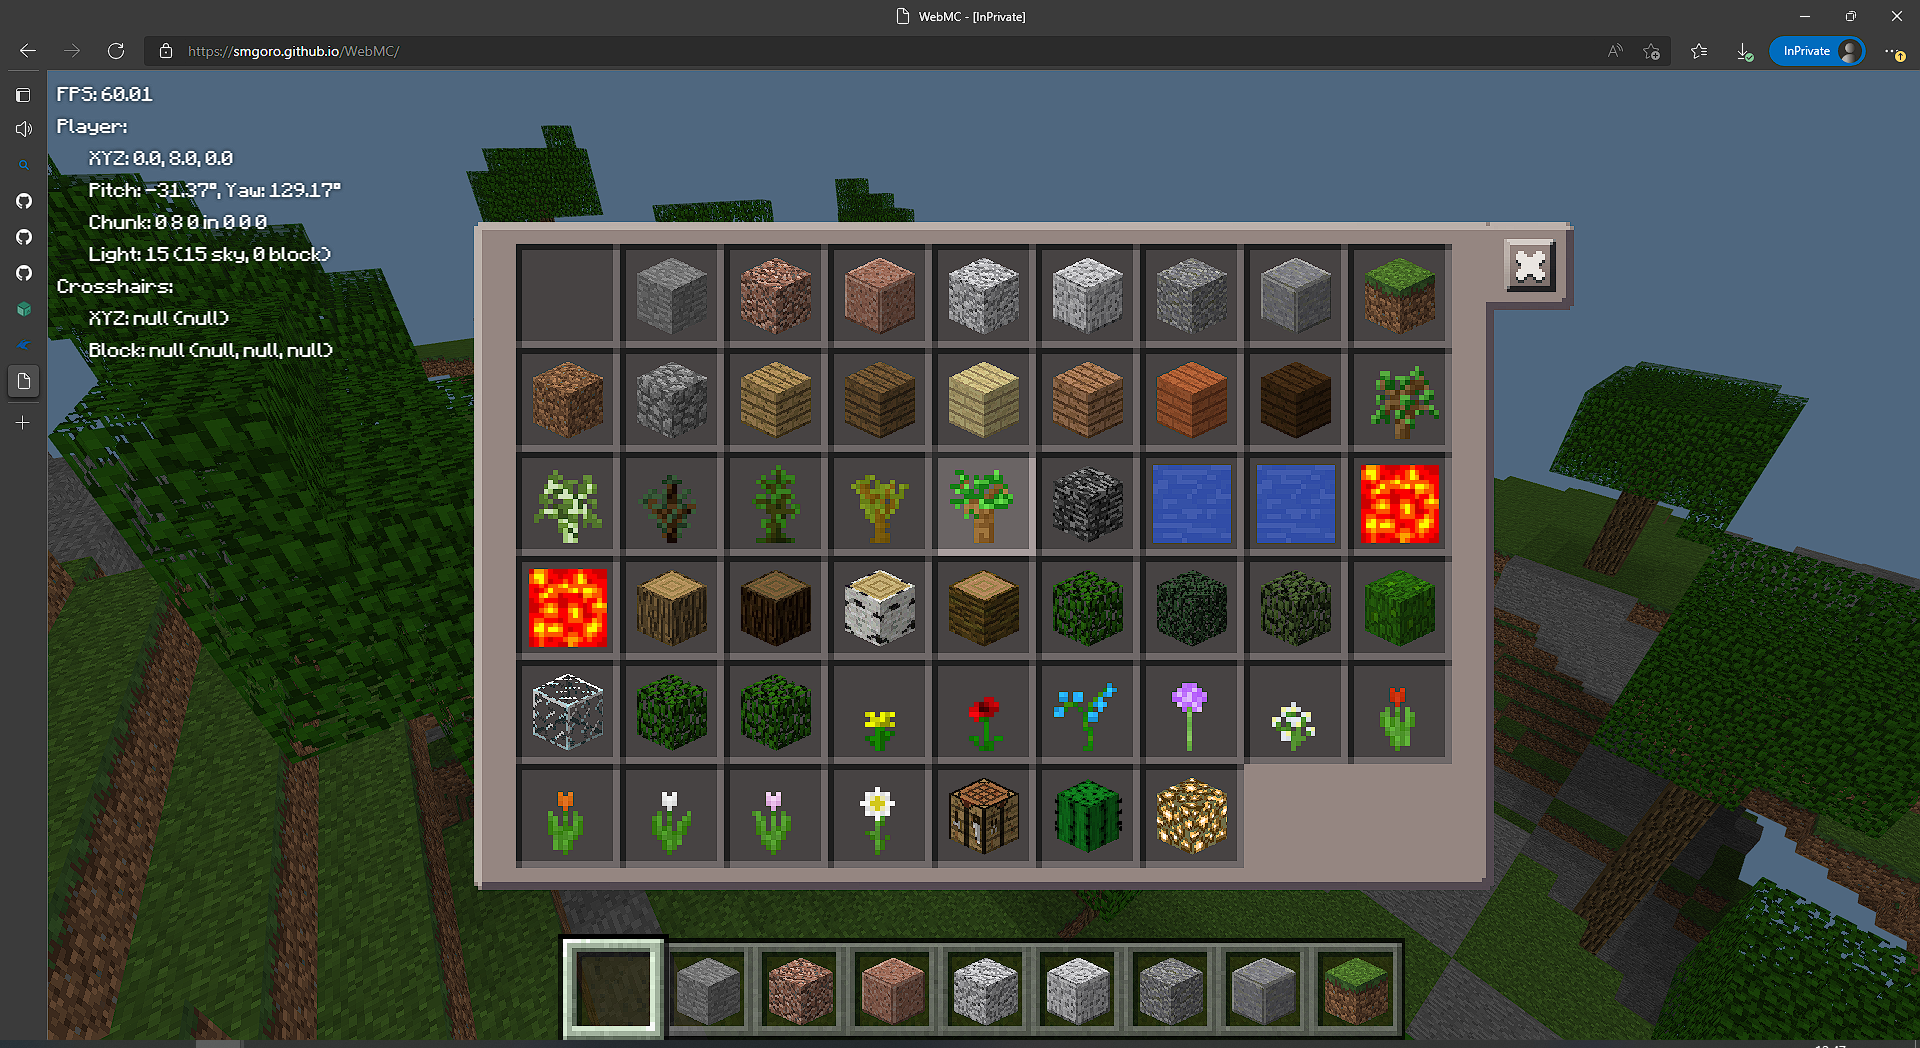 WebMC - [InPrivate]
https://smgoro.github.io/WebMC/
InPrivate
FPS: 60.01
Player:
XYZ: 0.0, 8.0, 0.0
Pitch: -31.37°, Yaw: 129.17°
Chunk: 0 8 0 in 0 0 0
Light: 15 (15 sky, 0 block)
Crosshairs:
XYZ: null (null)
Block: null (null, null, null)